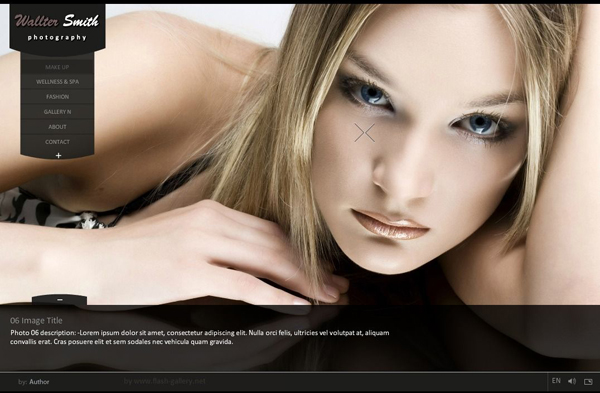 Wallter Smith
photography
MAKE UP
WELLNESS & SPA
FASHION
GALLERY N
ABOUT
CONTACT
+
–
06 Image Title
Photo 06 description: -Lorem ipsum dolor sit amet, consectetur adipiscing elit. Nulla orci felis, ultricies vel volutpat at, aliquam
convallis erat. Cras posuere elit et sem sodales nec vehicula quam gravida.
by: Author
by www.flash-gallery.net
EN